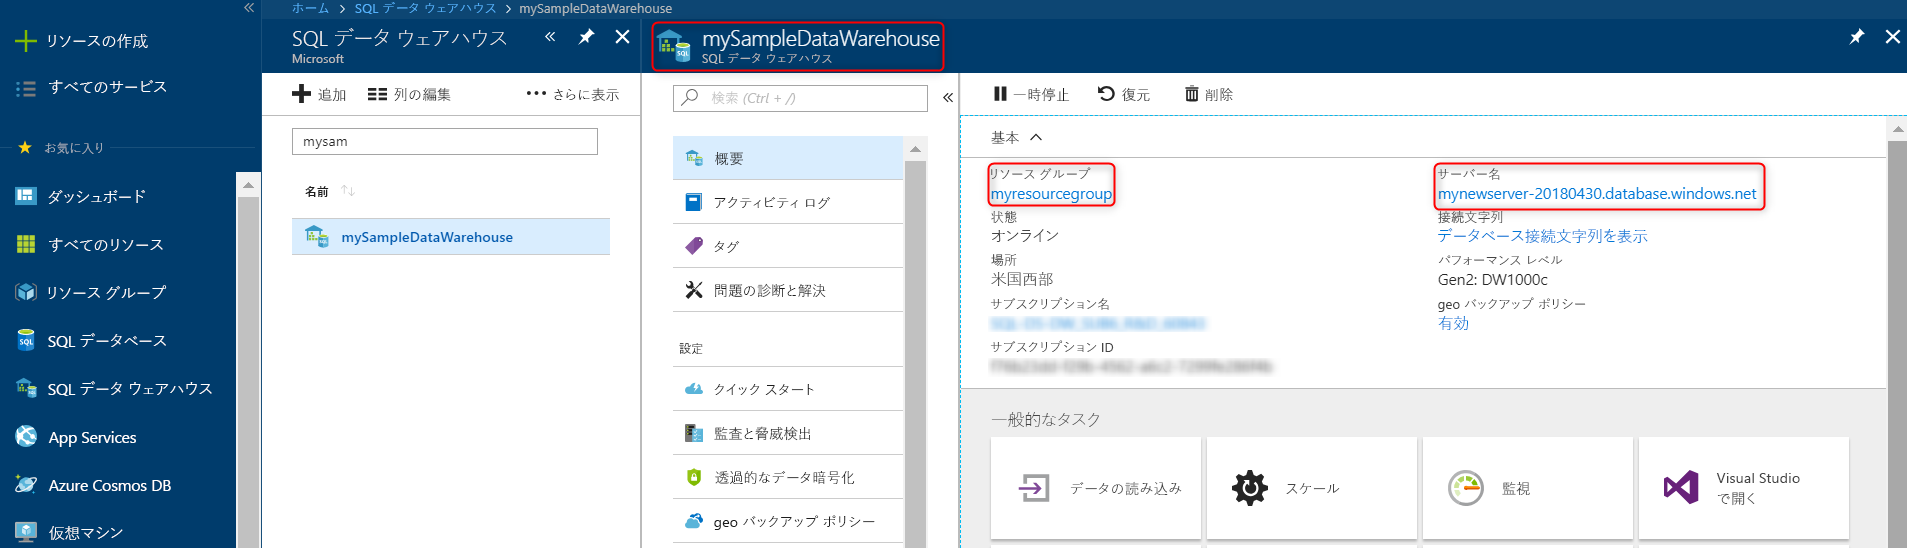 ホーム > SQL データ ウェアハウス > mySampleDataWarehouse
リソースの作成
すべてのサービス
お気に入り
ダッシュボード
すべてのリソース
リソース グループ
SQL データベース
SQL データ ウェアハウス
App Services
Azure Cosmos DB
仮想マシン
SQL データ ウェアハウス
Microsoft
追加
列の編集
さらに表示
mysam
名前
mySampleDataWarehouse
mySampleDataWarehouse
SQL データ ウェアハウス
検索 (Ctrl + /)
概要
アクティビティ ログ
タグ
問題の診断と解決
設定
クイック スタート
監査と脅威検出
透過的なデータ暗号化
geo バックアップ ポリシー
一時停止
復元
削除
基本
リソース グループ
myresourcegroup
状態
オンライン
場所
米国西部
サブスクリプション名
サブスクリプション ID
サーバー名
mynewserver-20180430.database.windows.net
接続文字列
データベース接続文字列を表示
パフォーマンス レベル
Gen2: DW1000c
geo バックアップ ポリシー
有効
一般的なタスク
データの読み込み
スケール
監視
Visual Studio
で開く